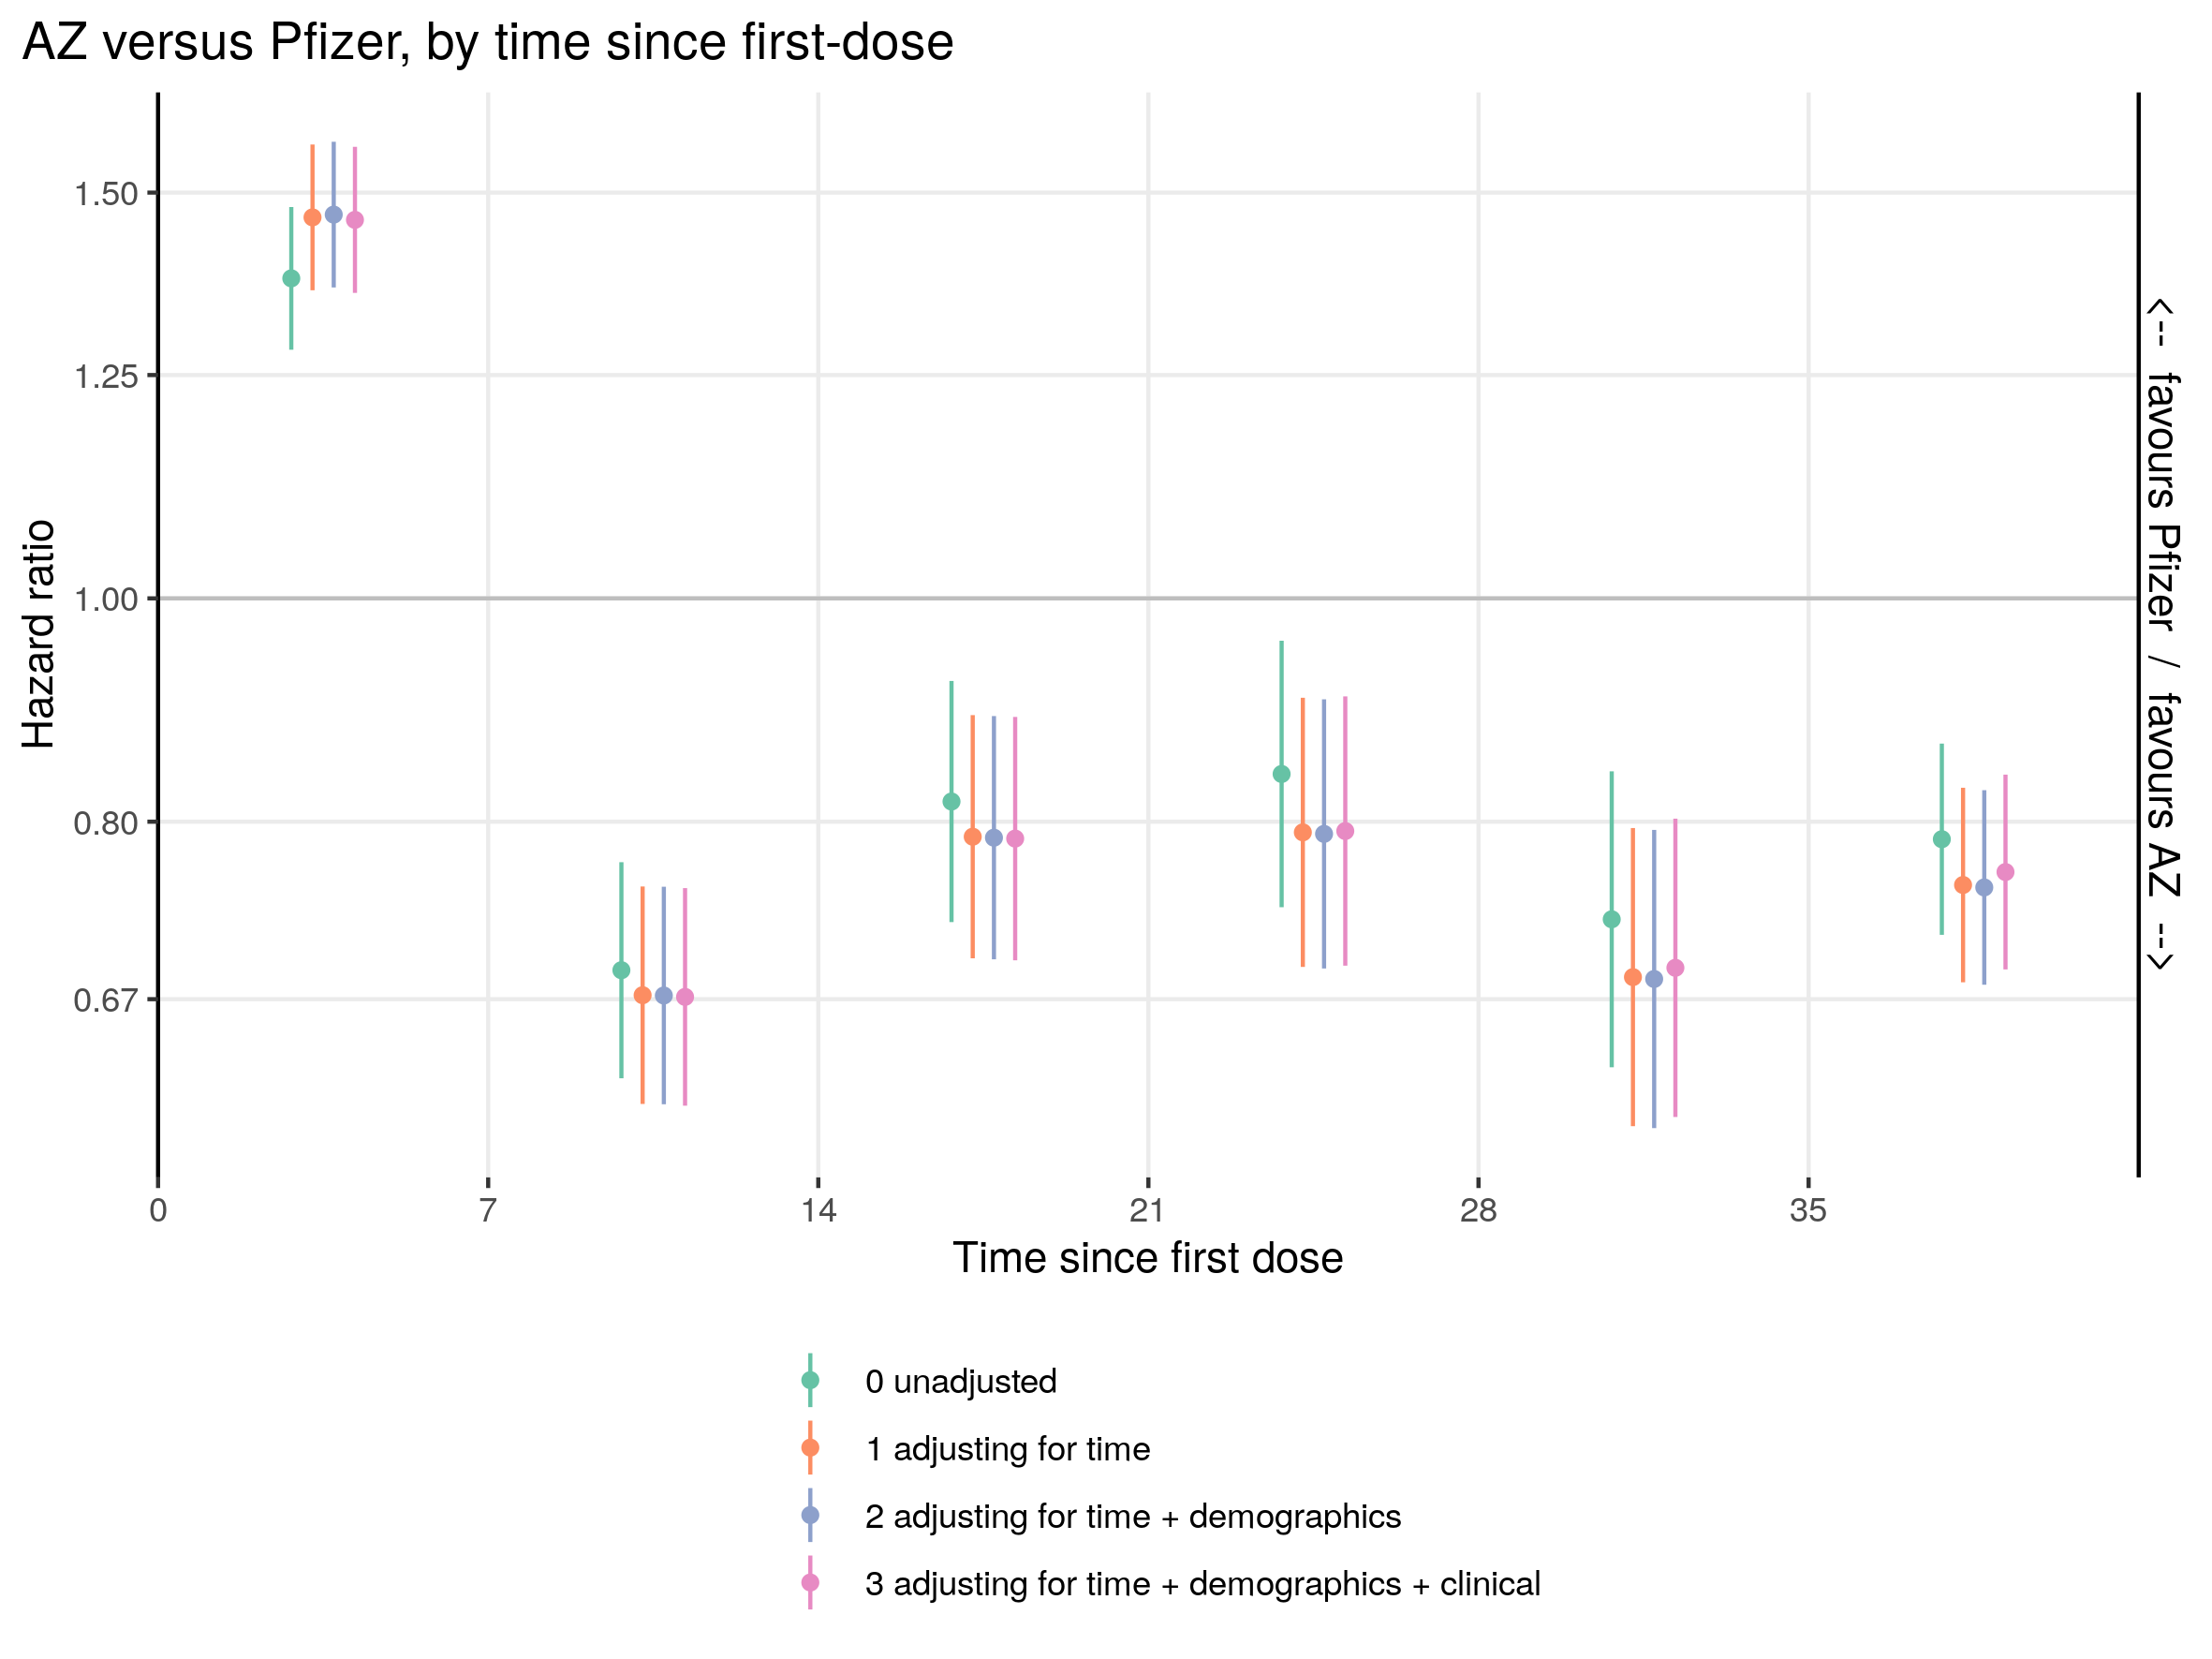 AZ versus Pfizer, by time since first-dose
Hazard ratio
1.50
1.25
1.00
0.80
0.67
<-- favours Pfizer / favours AZ -->
0 7 14 21 28 35
Time since first dose
0 unadjusted
1 adjusting for time
2 adjusting for time + demographics
3 adjusting for time + demographics + clinical